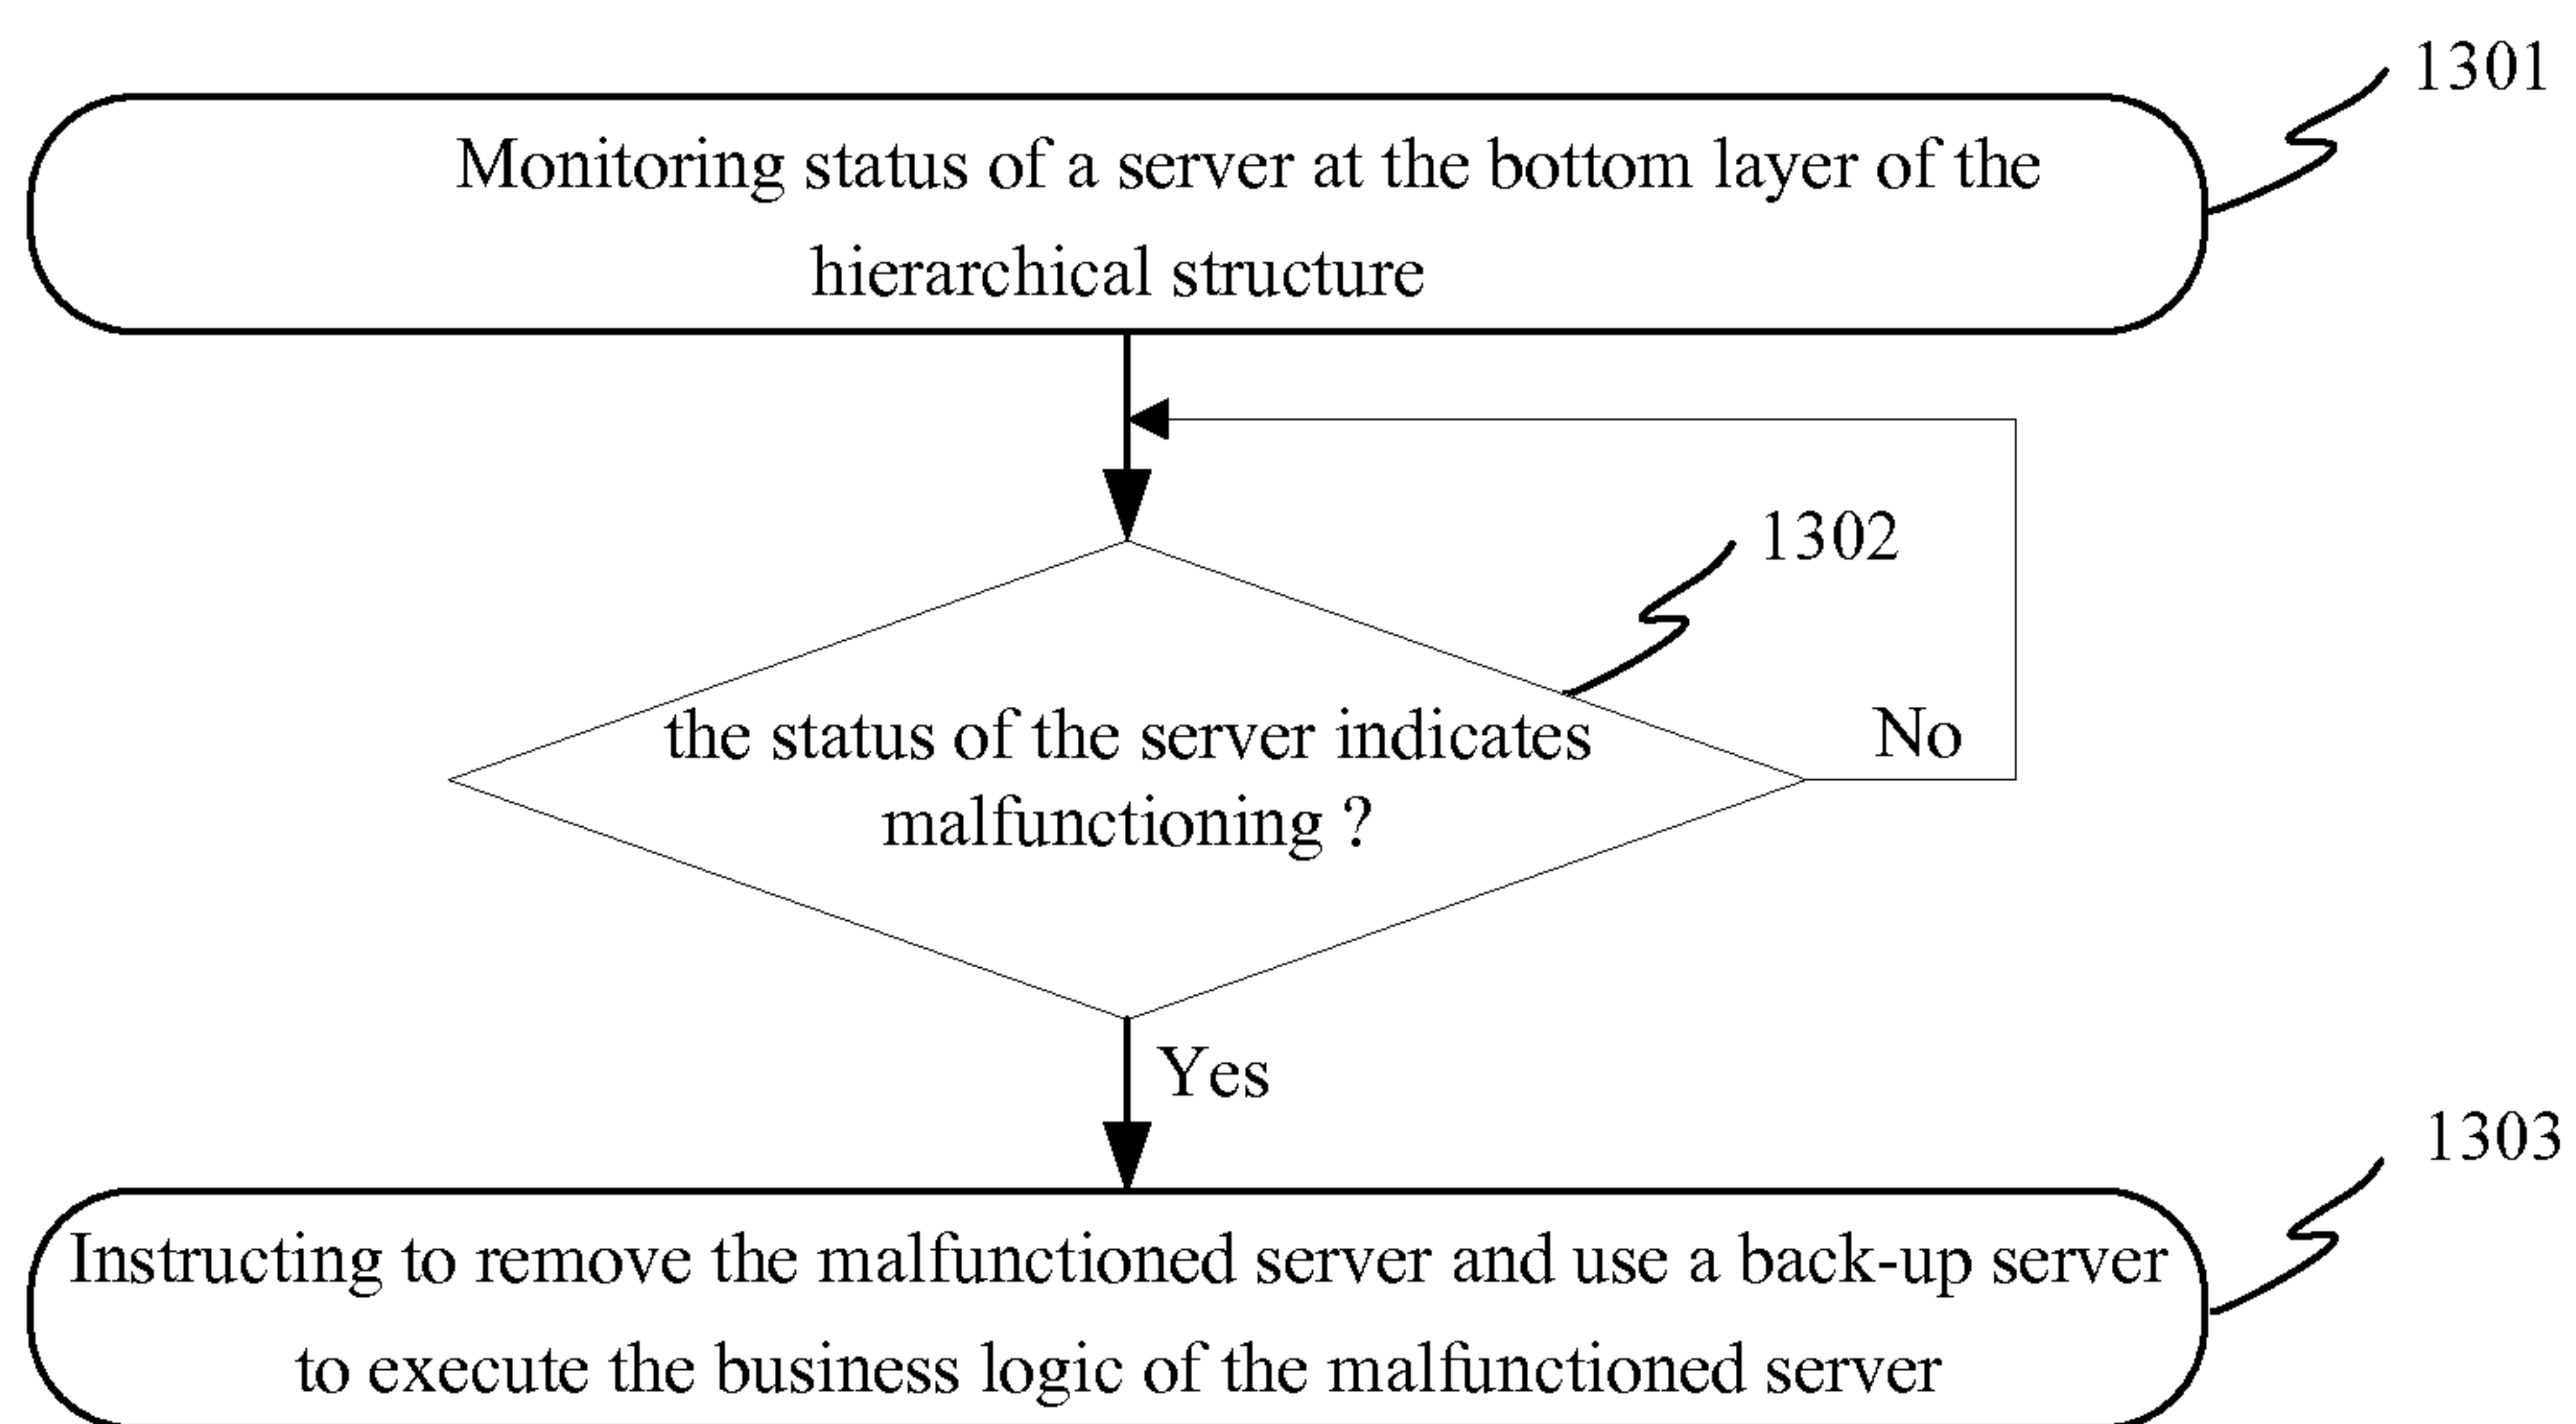 1301
Monitoring status of a server at the bottom layer of the
hierarchical structure
1302
the status of the server indicates
malfunctioning ?
No
Yes
1303
Instructing to remove the malfunctioned server and use a back-up server
to execute the business logic of the malfunctioned server